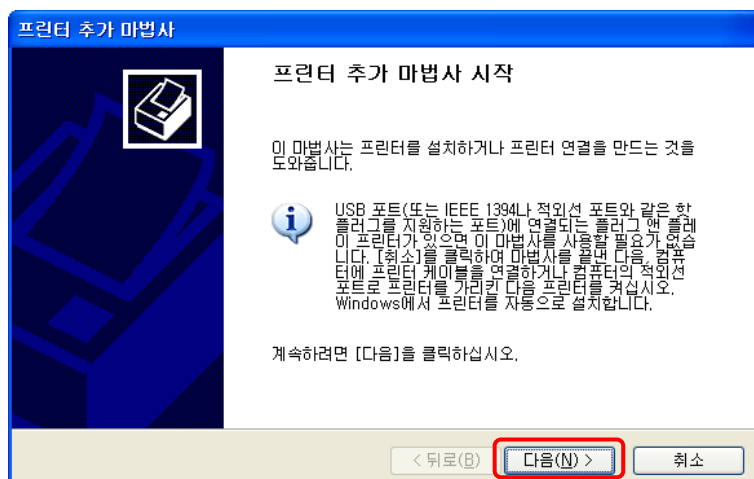 프린터 추가 마법사
프린터 추가 마법사 시작
이 마법사는 프린터를 설치하거나 프린터 연결을 만드는 것을
도와줍니다.
USB 포트(또는 IEEE 1394나 적외선 포트와 같은 핫
플러그를 지원하는 포트)에 연결되는 플러그 앤 플레
이 프린터가 있으면 이 마법사를 사용할 필요가 없습
니다. [취소]를 클릭하여 마법사를 끝낸 다음, 컴퓨
터에 프린터 케이블을 연결하거나 컴퓨터의 적외선
포트로 프린터를 가리킨 다음 프린터를 켜십시오.
Windows에서 프린터를 자동으로 설치합니다.
계속하려면 [다음]을 클릭하십시오.
< 뒤로(B) 다음(N) > 취소